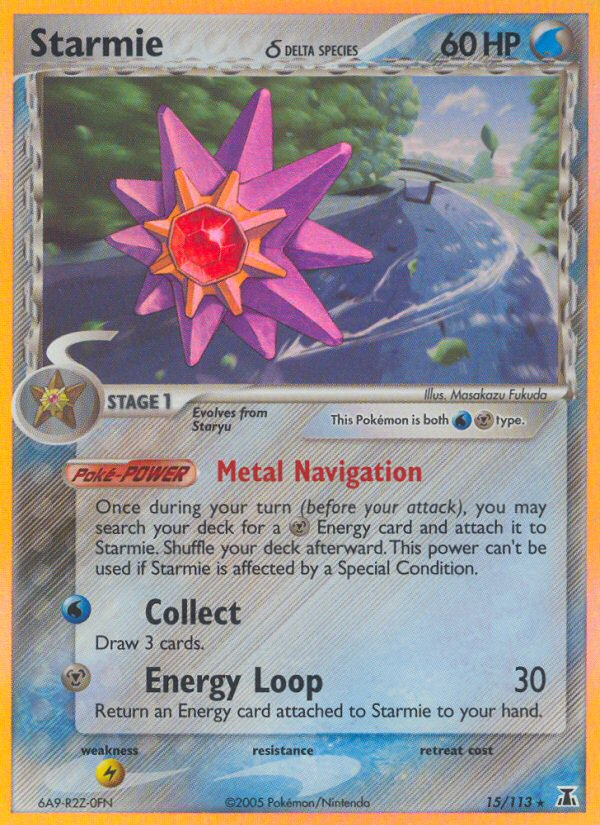 Starmie δ DELTA SPECIES 60 HP
Illus. Masakazu Fukuda
STAGE 1
Evolves from
Staryu
This Pokémon is both type.
Poké-POWER Metal Navigation
Once during your turn (before your attack), you may
search your deck for a Energy card and attach it to
Starmie. Shuffle your deck afterward. This power can't be
used if Starmie is affected by a Special Condition.
Collect
Draw 3 cards.
Energy Loop 30
Return an Energy card attached to Starmie to your hand.
weakness resistance retreat cost
6A9-R2Z-0FN ©2005 Pokémon/Nintendo 15/113 ★